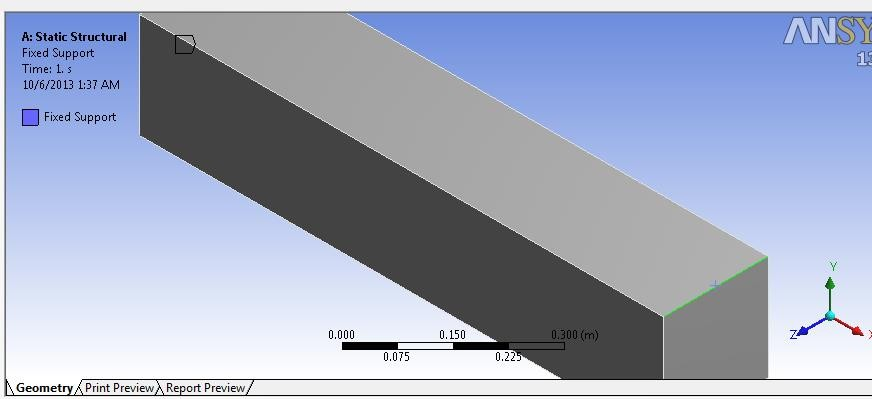 A: Static Structural
Fixed Support
Time: 1. s
10/6/2013 1:37 AM
Fixed Support
ANSY
Y
Z
X
0.000 0.150 0.300 (m)
0.075 0.225
Geometry Print Preview Report Preview